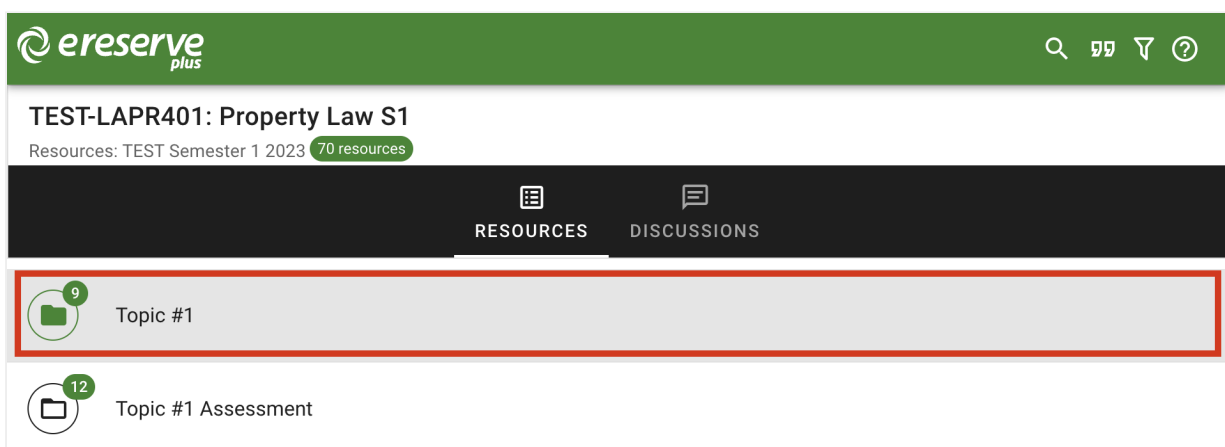 ereserve
plus
TEST-LAPR401: Property Law S1
Resources: TEST Semester 1 2023 70 resources
RESOURCES DISCUSSIONS
9
Topic #1
12
Topic #1 Assessment